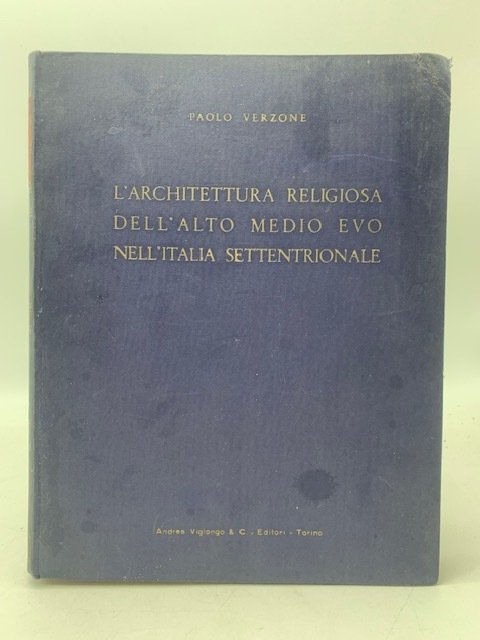 PAOLO VERZONE
L'ARCHITETTURA RELIGIOSA
DELL'ALTO MEDIO EVO
NELL'ITALIA SETTENTRIONALE
Andrea Viglongo & C. - Editori - Torino